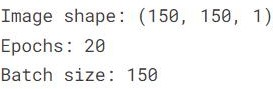 Image shape: (150, 150, 1)
Epochs: 20
Batch size: 150